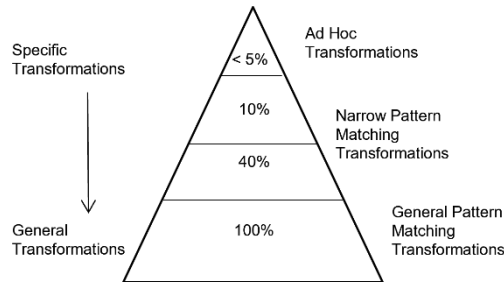 Specific
Transformations
General
Transformations
< 5%
10%
40%
100%
Ad Hoc
Transformations
Narrow Pattern
Matching
Transformations
General Pattern
Matching
Transformations